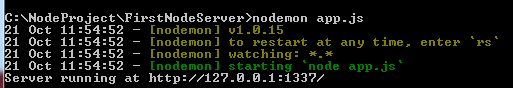 C:\NodeProject\FirstNodeServer>nodemon app.js
21 Oct 11:54:52 - [nodemon] v1.0.15
21 Oct 11:54:52 - [nodemon] to restart at any time, enter `rs`
21 Oct 11:54:52 - [nodemon] watching: *.*
21 Oct 11:54:52 - [nodemon] starting `node app.js`
Server running at http://127.0.0.1:1337/